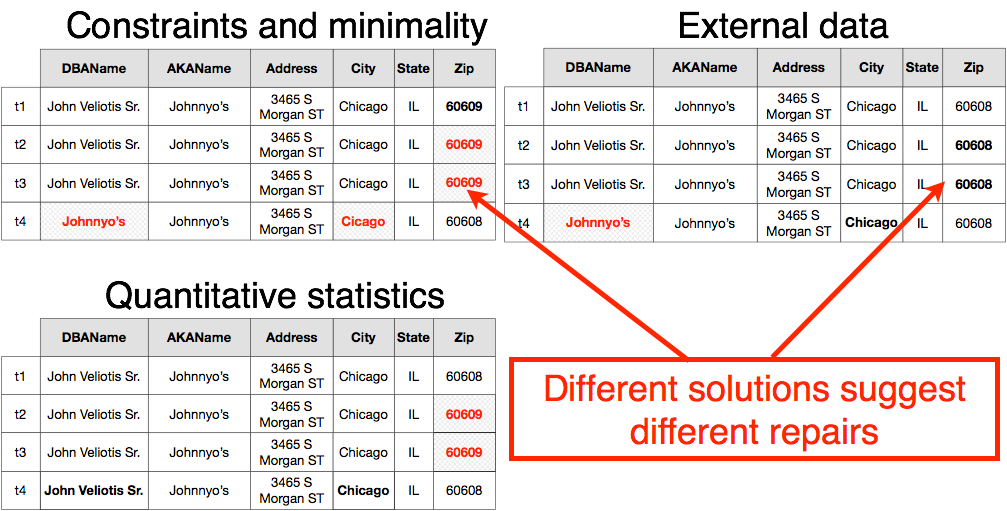 Constraints and minimality
DBAName AKAName Address City State Zip
t1 John Veliotis Sr. Johnnyo's 3465 S Morgan ST Chicago IL 60609
t2 John Veliotis Sr. Johnnyo's 3465 S Morgan ST Chicago IL 60609
t3 John Veliotis Sr. Johnnyo's 3465 S Morgan ST Chicago IL 60609
t4 Johnnyo's Johnnyo's 3465 S Morgan ST Cicago IL 60608
External data
DBAName AKAName Address City State Zip
t1 John Veliotis Sr. Johnnyo's 3465 S Morgan ST Chicago IL 60608
t2 John Veliotis Sr. Johnnyo's 3465 S Morgan ST Chicago IL 60608
t3 John Veliotis Sr. Johnnyo's 3465 S Morgan ST Chicago IL 60608
t4 Johnnyo's Johnnyo's 3465 S Morgan ST Chicago IL 60608
Quantitative statistics
DBAName AKAName Address City State Zip
t1 John Veliotis Sr. Johnnyo's 3465 S Morgan ST Chicago IL 60608
t2 John Veliotis Sr. Johnnyo's 3465 S Morgan ST Chicago IL 60609
t3 John Veliotis Sr. Johnnyo's 3465 S Morgan ST Chicago IL 60609
t4 John Veliotis Sr. Johnnyo's 3465 S Morgan ST Chicago IL 60608
Different solutions suggest
different repairs